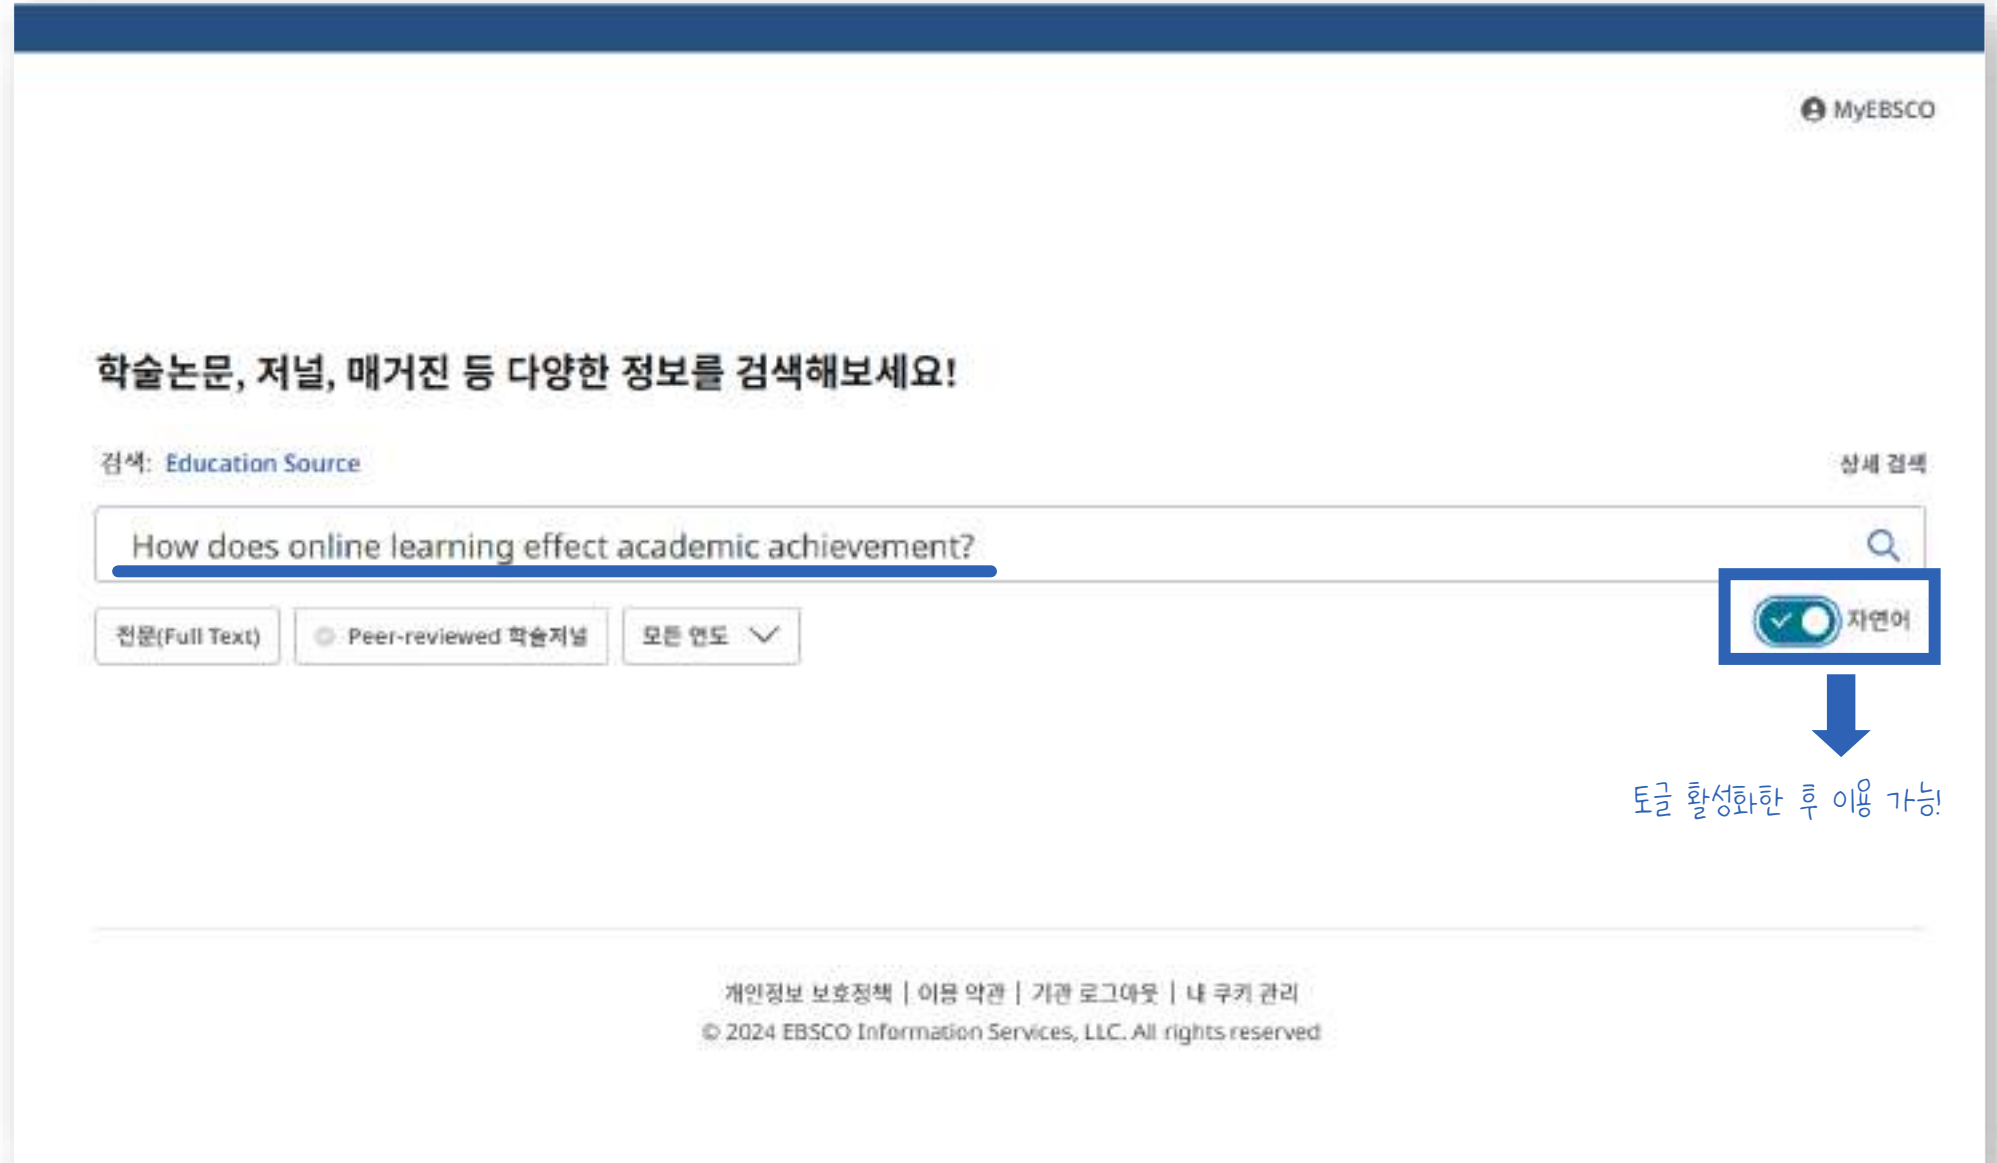 MyEBSCO
학술논문, 저널, 매거진 등 다양한 정보를 검색해보세요!
검색: Education Source
상세 검색
How does online learning effect academic achievement?
전문(Full Text)
Peer-reviewed 학술저널
모든 연도
자연어
토글 활성화한 후 이용 가능!
개인정보 보호정책 | 이용 약관 | 기관 로그아웃 | 내 쿠키 관리
© 2024 EBSCO Information Services, LLC. All rights reserved